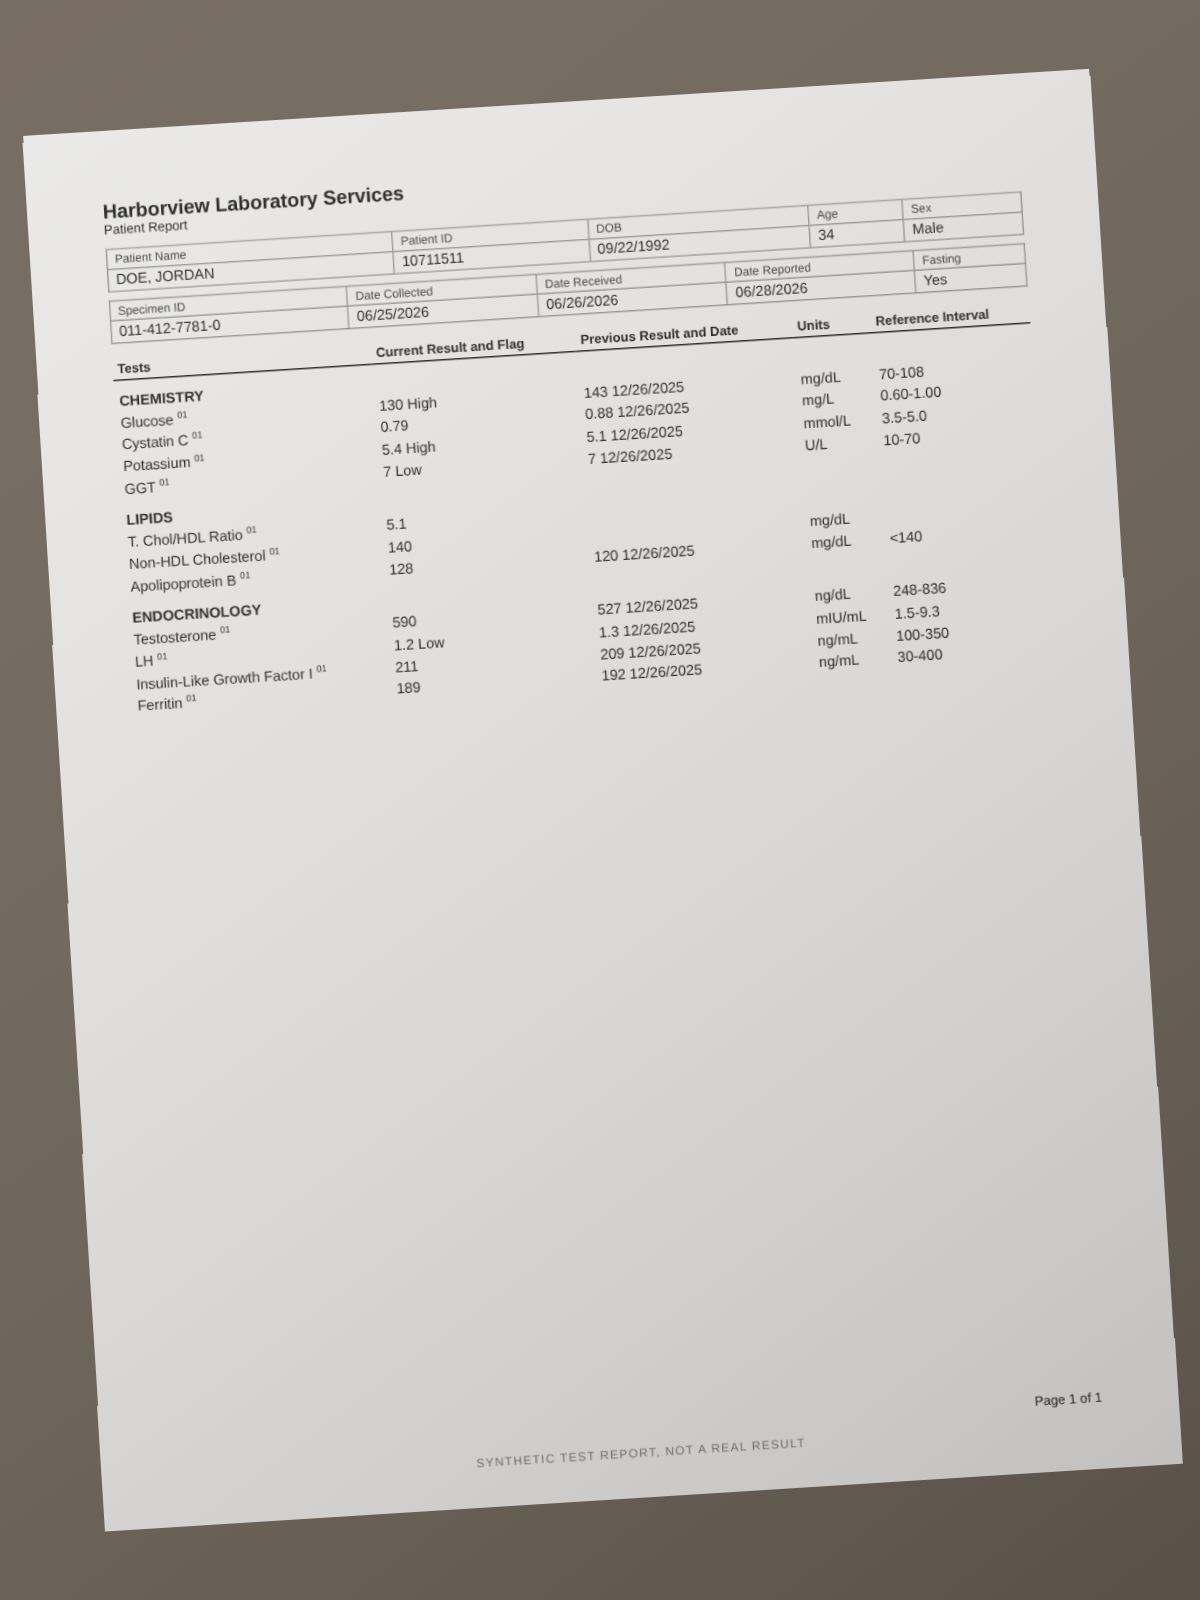 Harborview Laboratory Services
Patient Report
Patient Name Patient ID DOB Age Sex
DOE, JORDAN 10711511 09/22/1992 34 Male
Specimen ID Date Collected Date Received Date Reported Fasting
011-412-7781-0 06/25/2026 06/26/2026 06/28/2026 Yes
Tests Current Result and Flag Previous Result and Date Units Reference Interval
CHEMISTRY
Glucose 01 130 High 143 12/26/2025 mg/dL 70-108
Cystatin C 01 0.79 0.88 12/26/2025 mg/L 0.60-1.00
Potassium 01 5.4 High 5.1 12/26/2025 mmol/L 3.5-5.0
GGT 01 7 Low 7 12/26/2025 U/L 10-70
LIPIDS
T. Chol/HDL Ratio 01 5.1
Non-HDL Cholesterol 01 140 mg/dL
Apolipoprotein B 01 128 120 12/26/2025 mg/dL <140
ENDOCRINOLOGY
Testosterone 01 590 527 12/26/2025 ng/dL 248-836
LH 01 1.2 Low 1.3 12/26/2025 mIU/mL 1.5-9.3
Insulin-Like Growth Factor I 01 211 209 12/26/2025 ng/mL 100-350
Ferritin 01 189 192 12/26/2025 ng/mL 30-400
Page 1 of 1
SYNTHETIC TEST REPORT, NOT A REAL RESULT